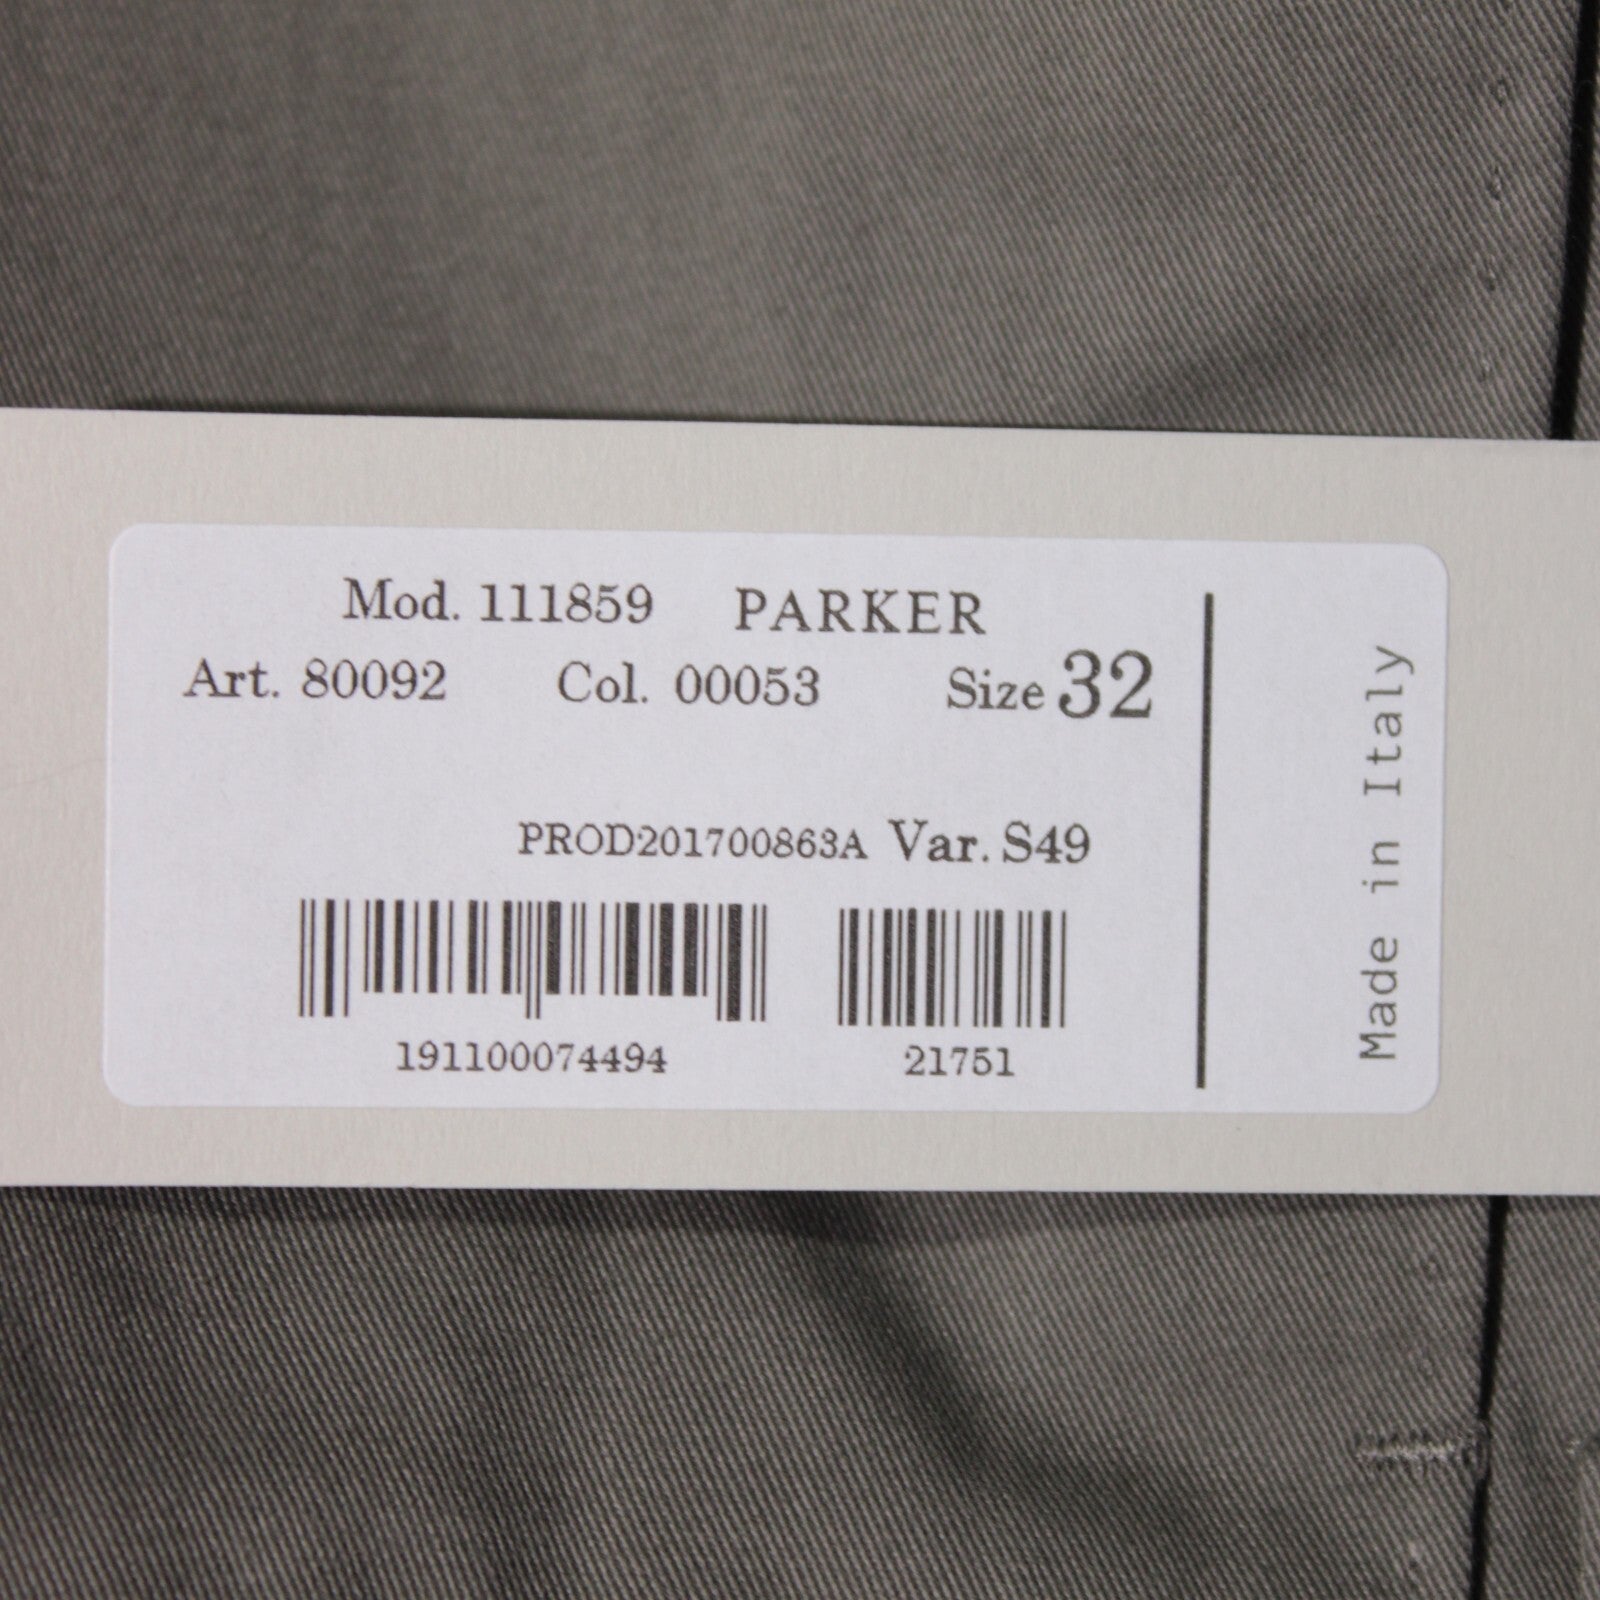 Mod. 111859 PARKER
Art. 80092 Col. 00053 Size 32
PROD201700863A Var. S49
191100074494 21751
Made in Italy